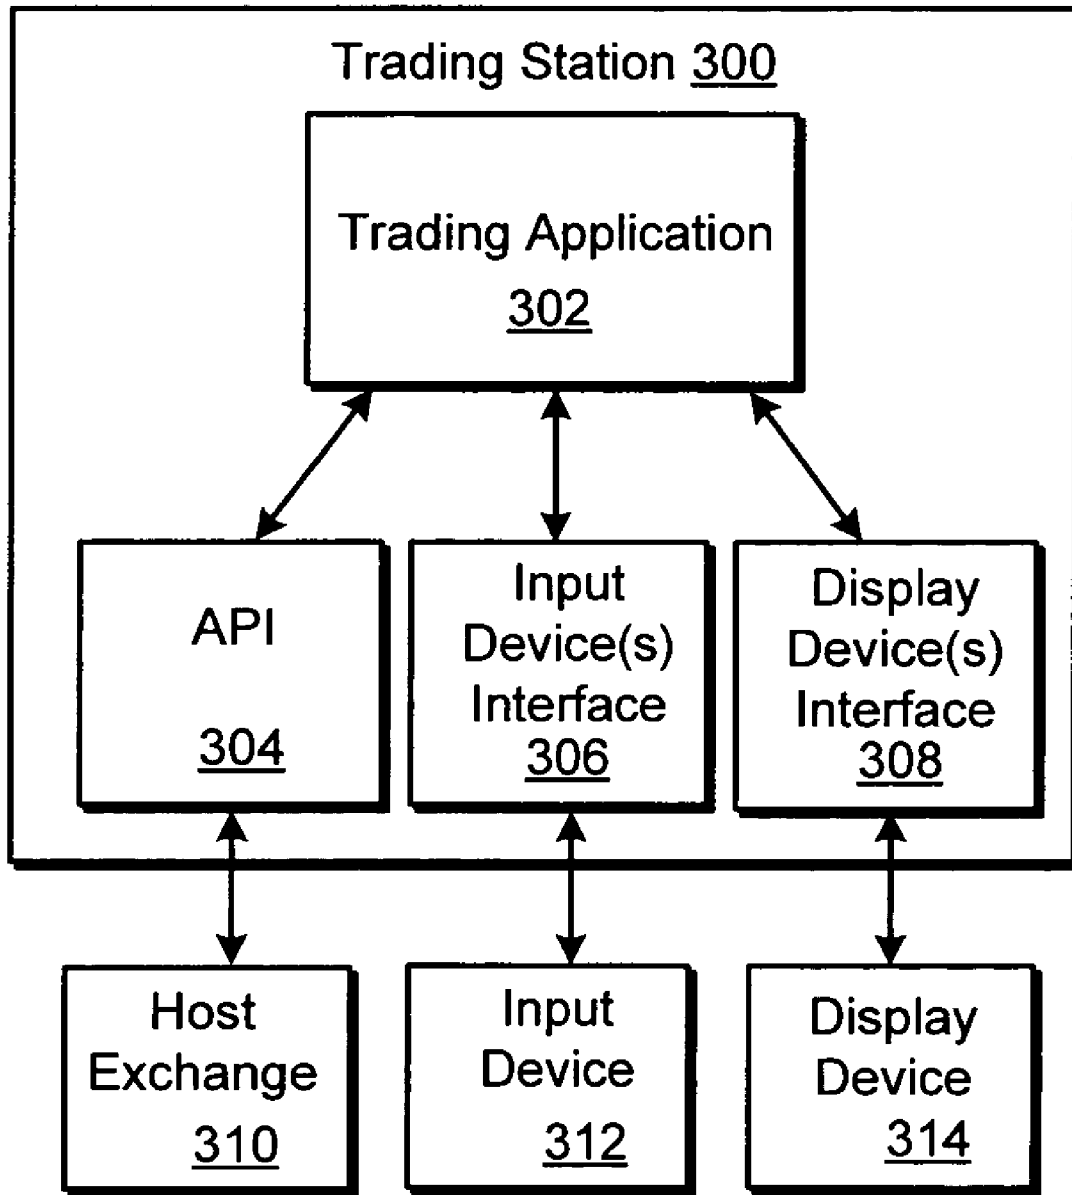 Trading Station 300
Trading Application
302
API
304
Input
Device(s)
Interface
306
Display
Device(s)
Interface
308
Host
Exchange
310
Input
Device
312
Display
Device
314